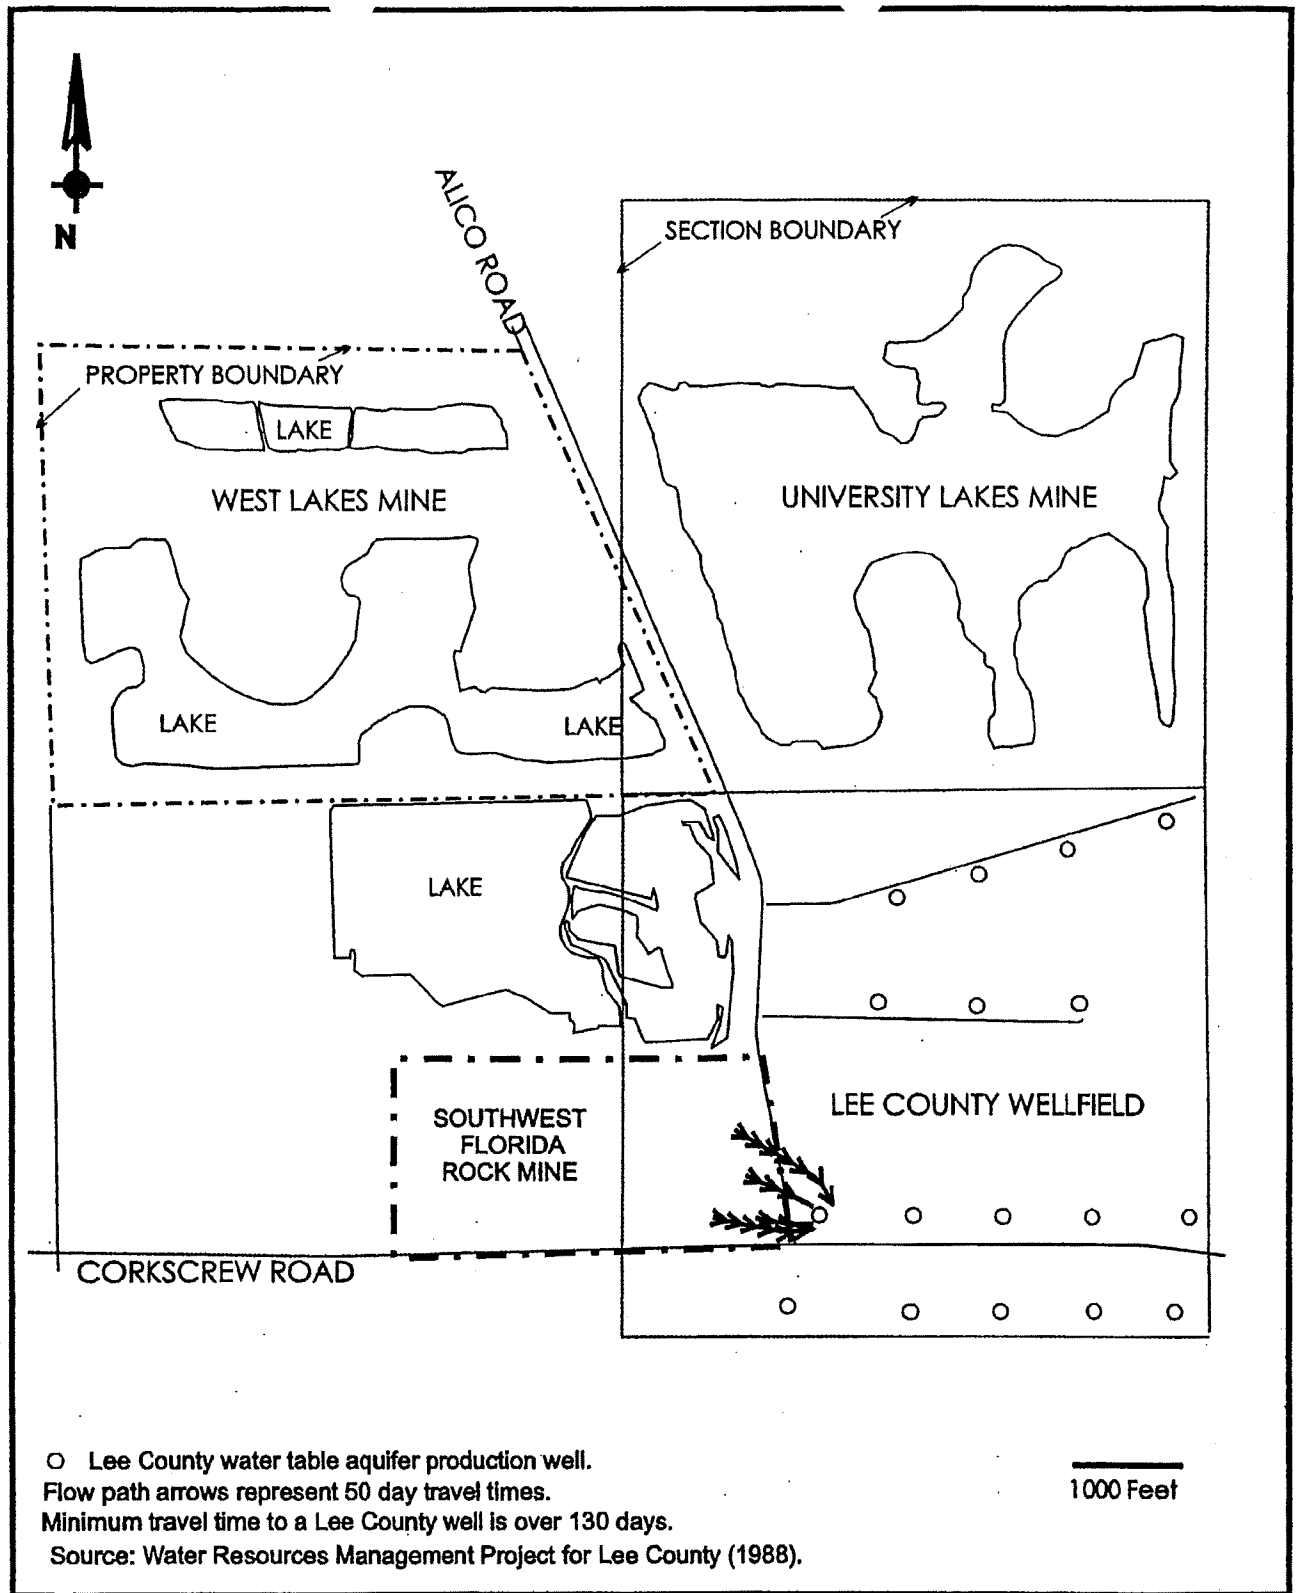 N
ALICO ROAD
SECTION BOUNDARY
PROPERTY BOUNDARY
LAKE
WEST LAKES MINE
UNIVERSITY LAKES MINE
LAKE
LAKE
LAKE
SOUTHWEST
FLORIDA
ROCK MINE
LEE COUNTY WELLFIELD
CORKSCREW ROAD
O Lee County water table aquifer production well.
Flow path arrows represent 50 day travel times.
Minimum travel time to a Lee County well is over 130 days.
Source: Water Resources Management Project for Lee County (1988).
1000 Feet